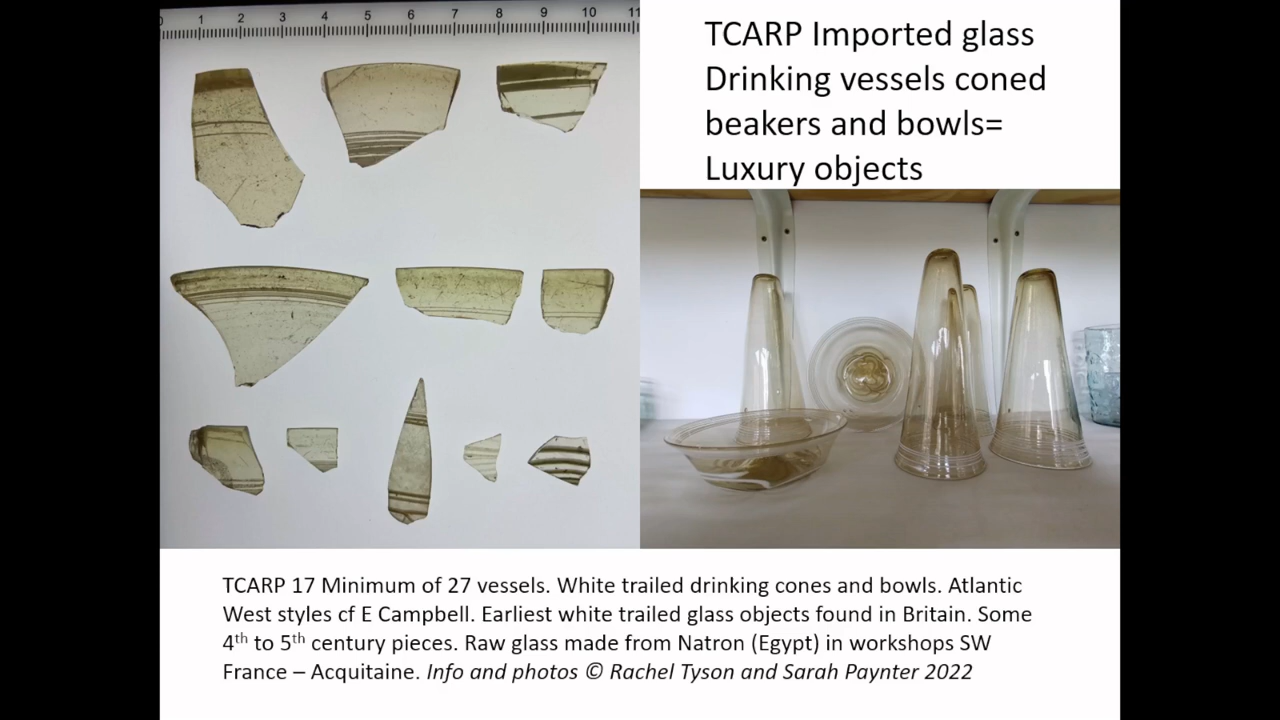 0 1 2 3 4 5 6 7 8 9 10 11
TCARP Imported glass
Drinking vessels coned
beakers and bowls=
Luxury objects
TCARP 17 Minimum of 27 vessels. White trailed drinking cones and bowls. Atlantic
West styles cf E Campbell. Earliest white trailed glass objects found in Britain. Some
4th to 5th century pieces. Raw glass made from Natron (Egypt) in workshops SW
France – Acquitaine. Info and photos © Rachel Tyson and Sarah Paynter 2022